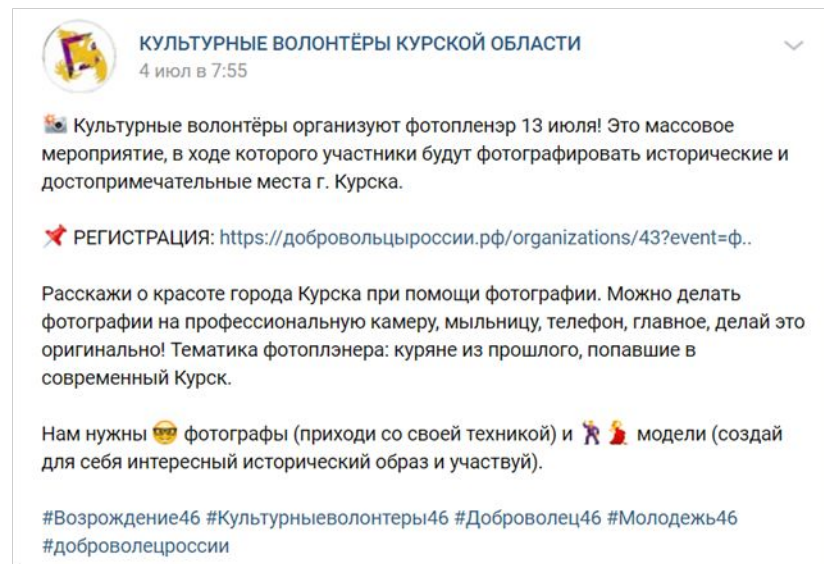 КУЛЬТУРНЫЕ ВОЛОНТЁРЫ КУРСКОЙ ОБЛАСТИ
4 июл в 7:55
📸 Культурные волонтёры организуют фотопленэр 13 июля! Это массовое
мероприятие, в ходе которого участники будут фотографировать исторические и
достопримечательные места г. Курска.
📌 РЕГИСТРАЦИЯ: https://добровольцыроссии.рф/organizations/43?event=ф..
Расскажи о красоте города Курска при помощи фотографии. Можно делать
фотографии на профессиональную камеру, мыльницу, телефон, главное, делай это
оригинально! Тематика фотоплэнера: куряне из прошлого, попавшие в
современный Курск.
Нам нужны 🤓 фотографы (приходи со своей техникой) и 🕺 💃 модели (создай
для себя интересный исторический образ и участвуй).
#Возрождение46 #Культурныеволонтеры46 #Доброволец46 #Молодежь46
#доброволецроссии